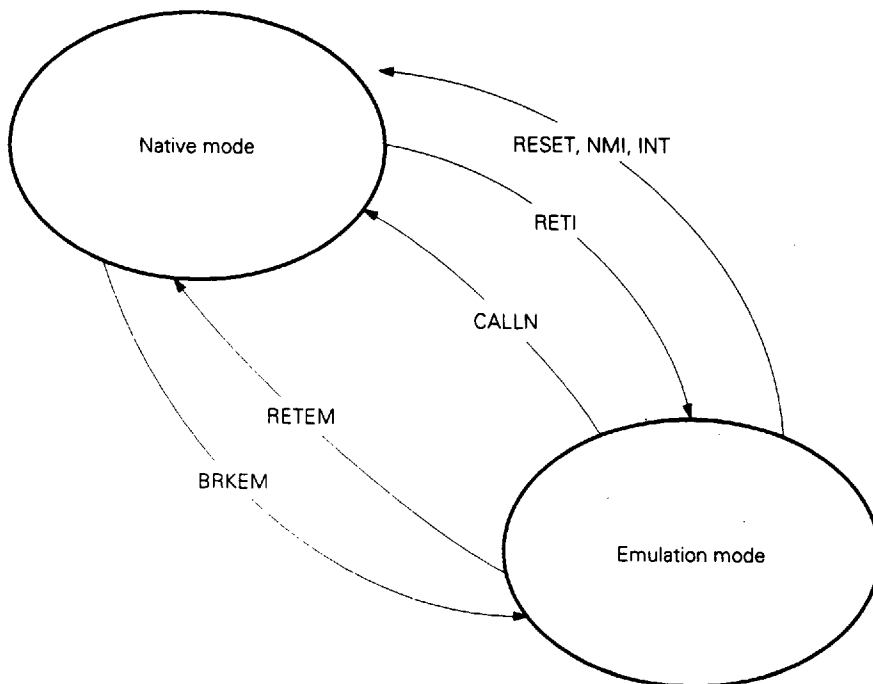 Native mode
RESET, NMI, INT
RETI
CALLN
RETEM
BRKEM
Emulation mode